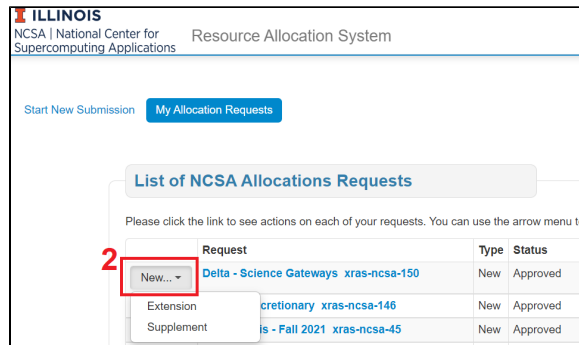 ILLINOIS
NCSA | National Center for
Supercomputing Applications
Resource Allocation System
Start New Submission My Allocation Requests
List of NCSA Allocations Requests
Please click the link to see actions on each of your requests. You can use the arrow menu
Request Type Status
2
New... Delta - Science Gateways xras-ncsa-150 New Approved
Extension cretionary xras-ncsa-146 New Approved
Supplement is - Fall 2021 xras-ncsa-45 New Approved